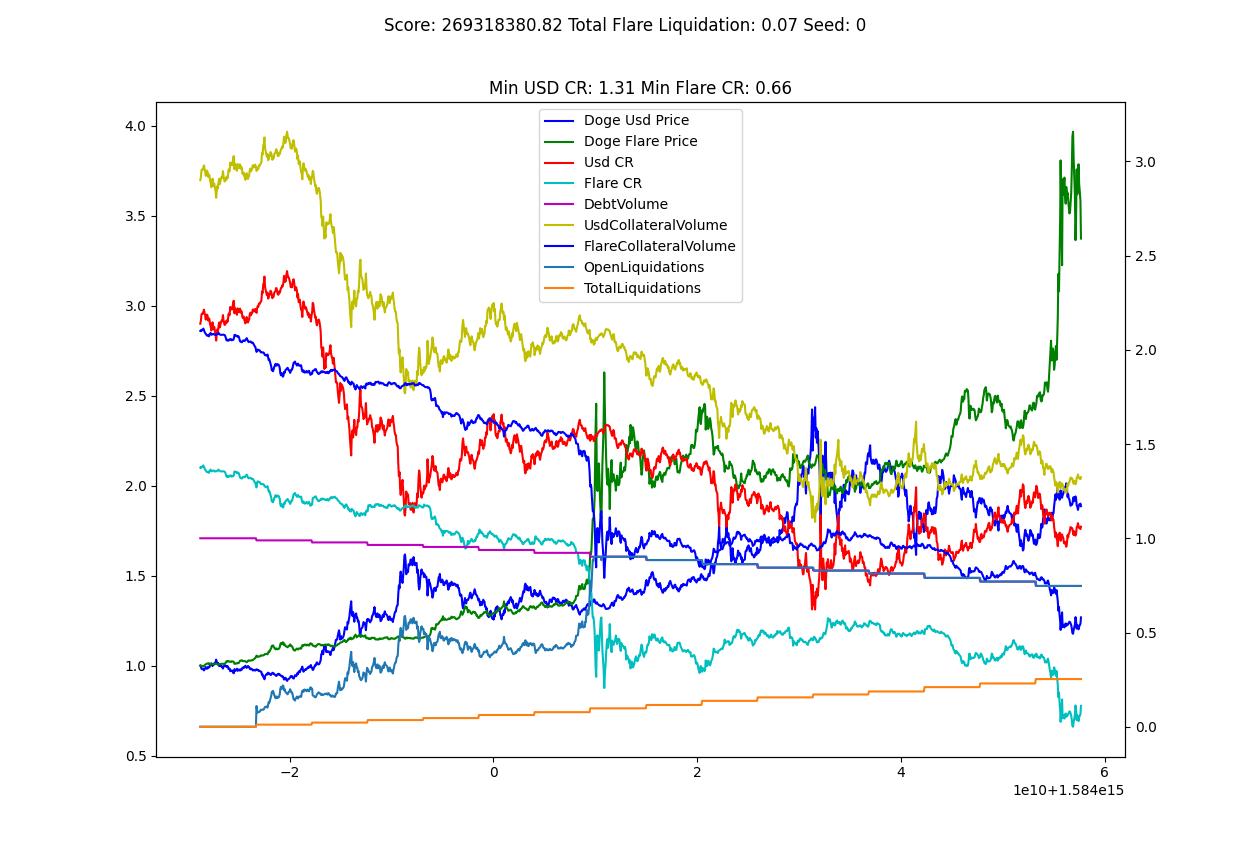 Score: 269318380.82 Total Flare Liquidation: 0.07 Seed: 0
Min USD CR: 1.31 Min Flare CR: 0.66
Doge Usd Price
Doge Flare Price
Usd CR
Flare CR
DebtVolume
UsdCollateralVolume
FlareCollateralVolume
OpenLiquidations
TotalLiquidations
4.0
3.5
3.0
2.5
2.0
1.5
1.0
0.5
3.0
2.5
2.0
1.5
1.0
0.5
0.0
−2 0 2 4 6
1e10+1.584e15